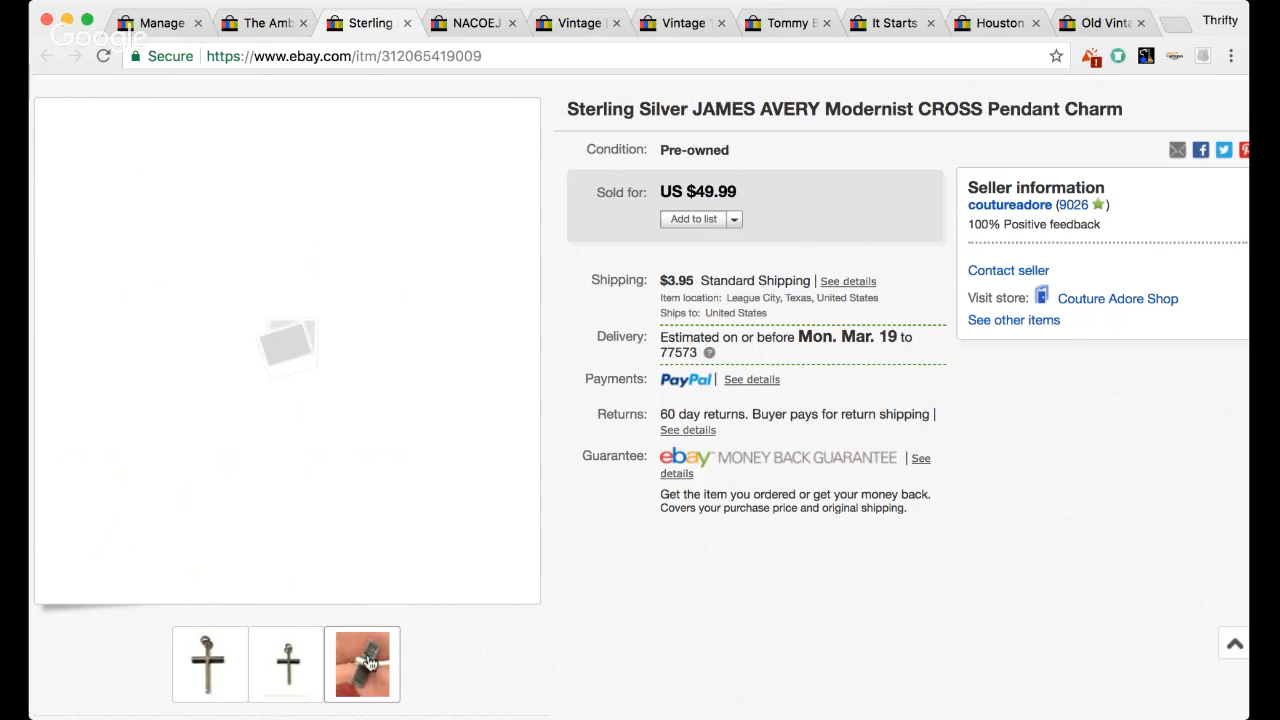 Manage
The Amb
Sterling
NACOEJ
Vintage
Vintage
Tommy B
It Starts
Houston
Old Vinta
Thrifty
Google
Secure
https://www.ebay.com/itm/312065419009
Sterling Silver JAMES AVERY Modernist CROSS Pendant Charm
Condition: Pre-owned
Sold for: US $49.99
Add to list
Shipping: $3.95 Standard Shipping | See details
Item location: League City, Texas, United States
Ships to: United States
Delivery: Estimated on or before Mon. Mar. 19 to
77573
Payments: PayPal | See details
Returns: 60 day returns. Buyer pays for return shipping |
See details
Guarantee: ebay MONEY BACK GUARANTEE | See
details
Get the item you ordered or get your money back.
Covers your purchase price and original shipping.
Seller information
coutureadore (9026 )
100% Positive feedback
Contact seller
Visit store: Couture Adore Shop
See other items